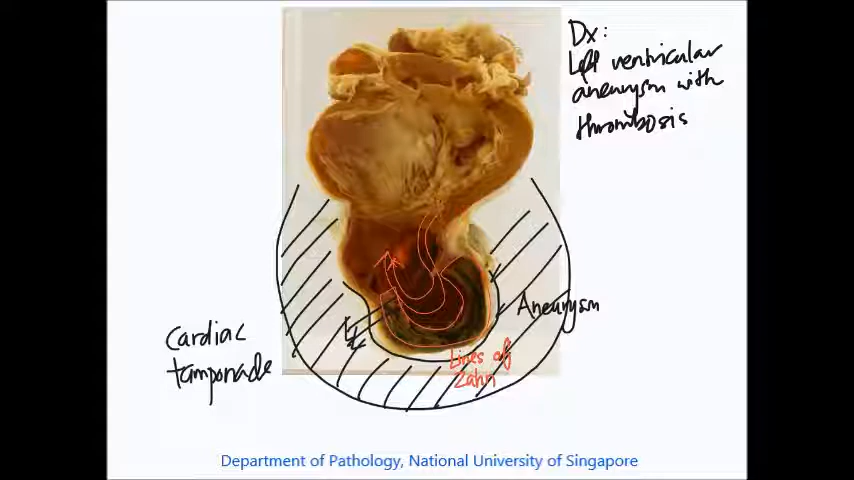 Dx:
Left ventricular
aneurysm with
thrombosis
Aneurysm
Cardiac
tamponade
Lines of
Zahn
Department of Pathology, National University of Singapore